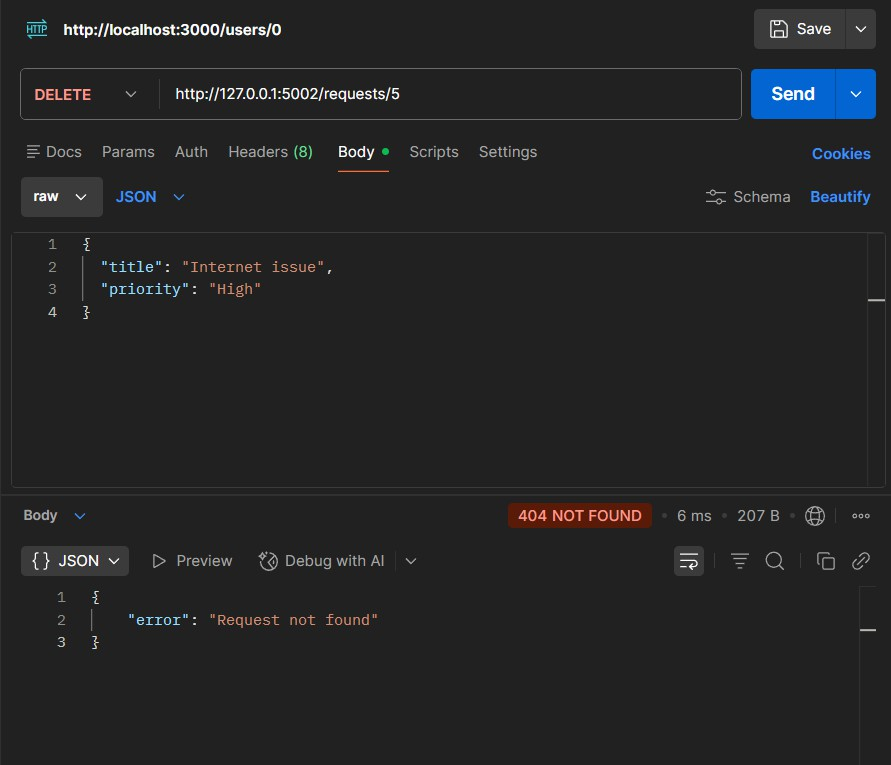 HTTP http://localhost:3000/users/0 Save
DELETE http://127.0.0.1:5002/requests/5 Send
Docs Params Auth Headers (8) Body Scripts Settings Cookies
raw JSON Schema Beautify
1 {
2 "title": "Internet issue",
3 "priority": "High"
4 }
Body 404 NOT FOUND 6 ms 207 B
{ } JSON Preview Debug with AI
1 {
2 "error": "Request not found"
3 }